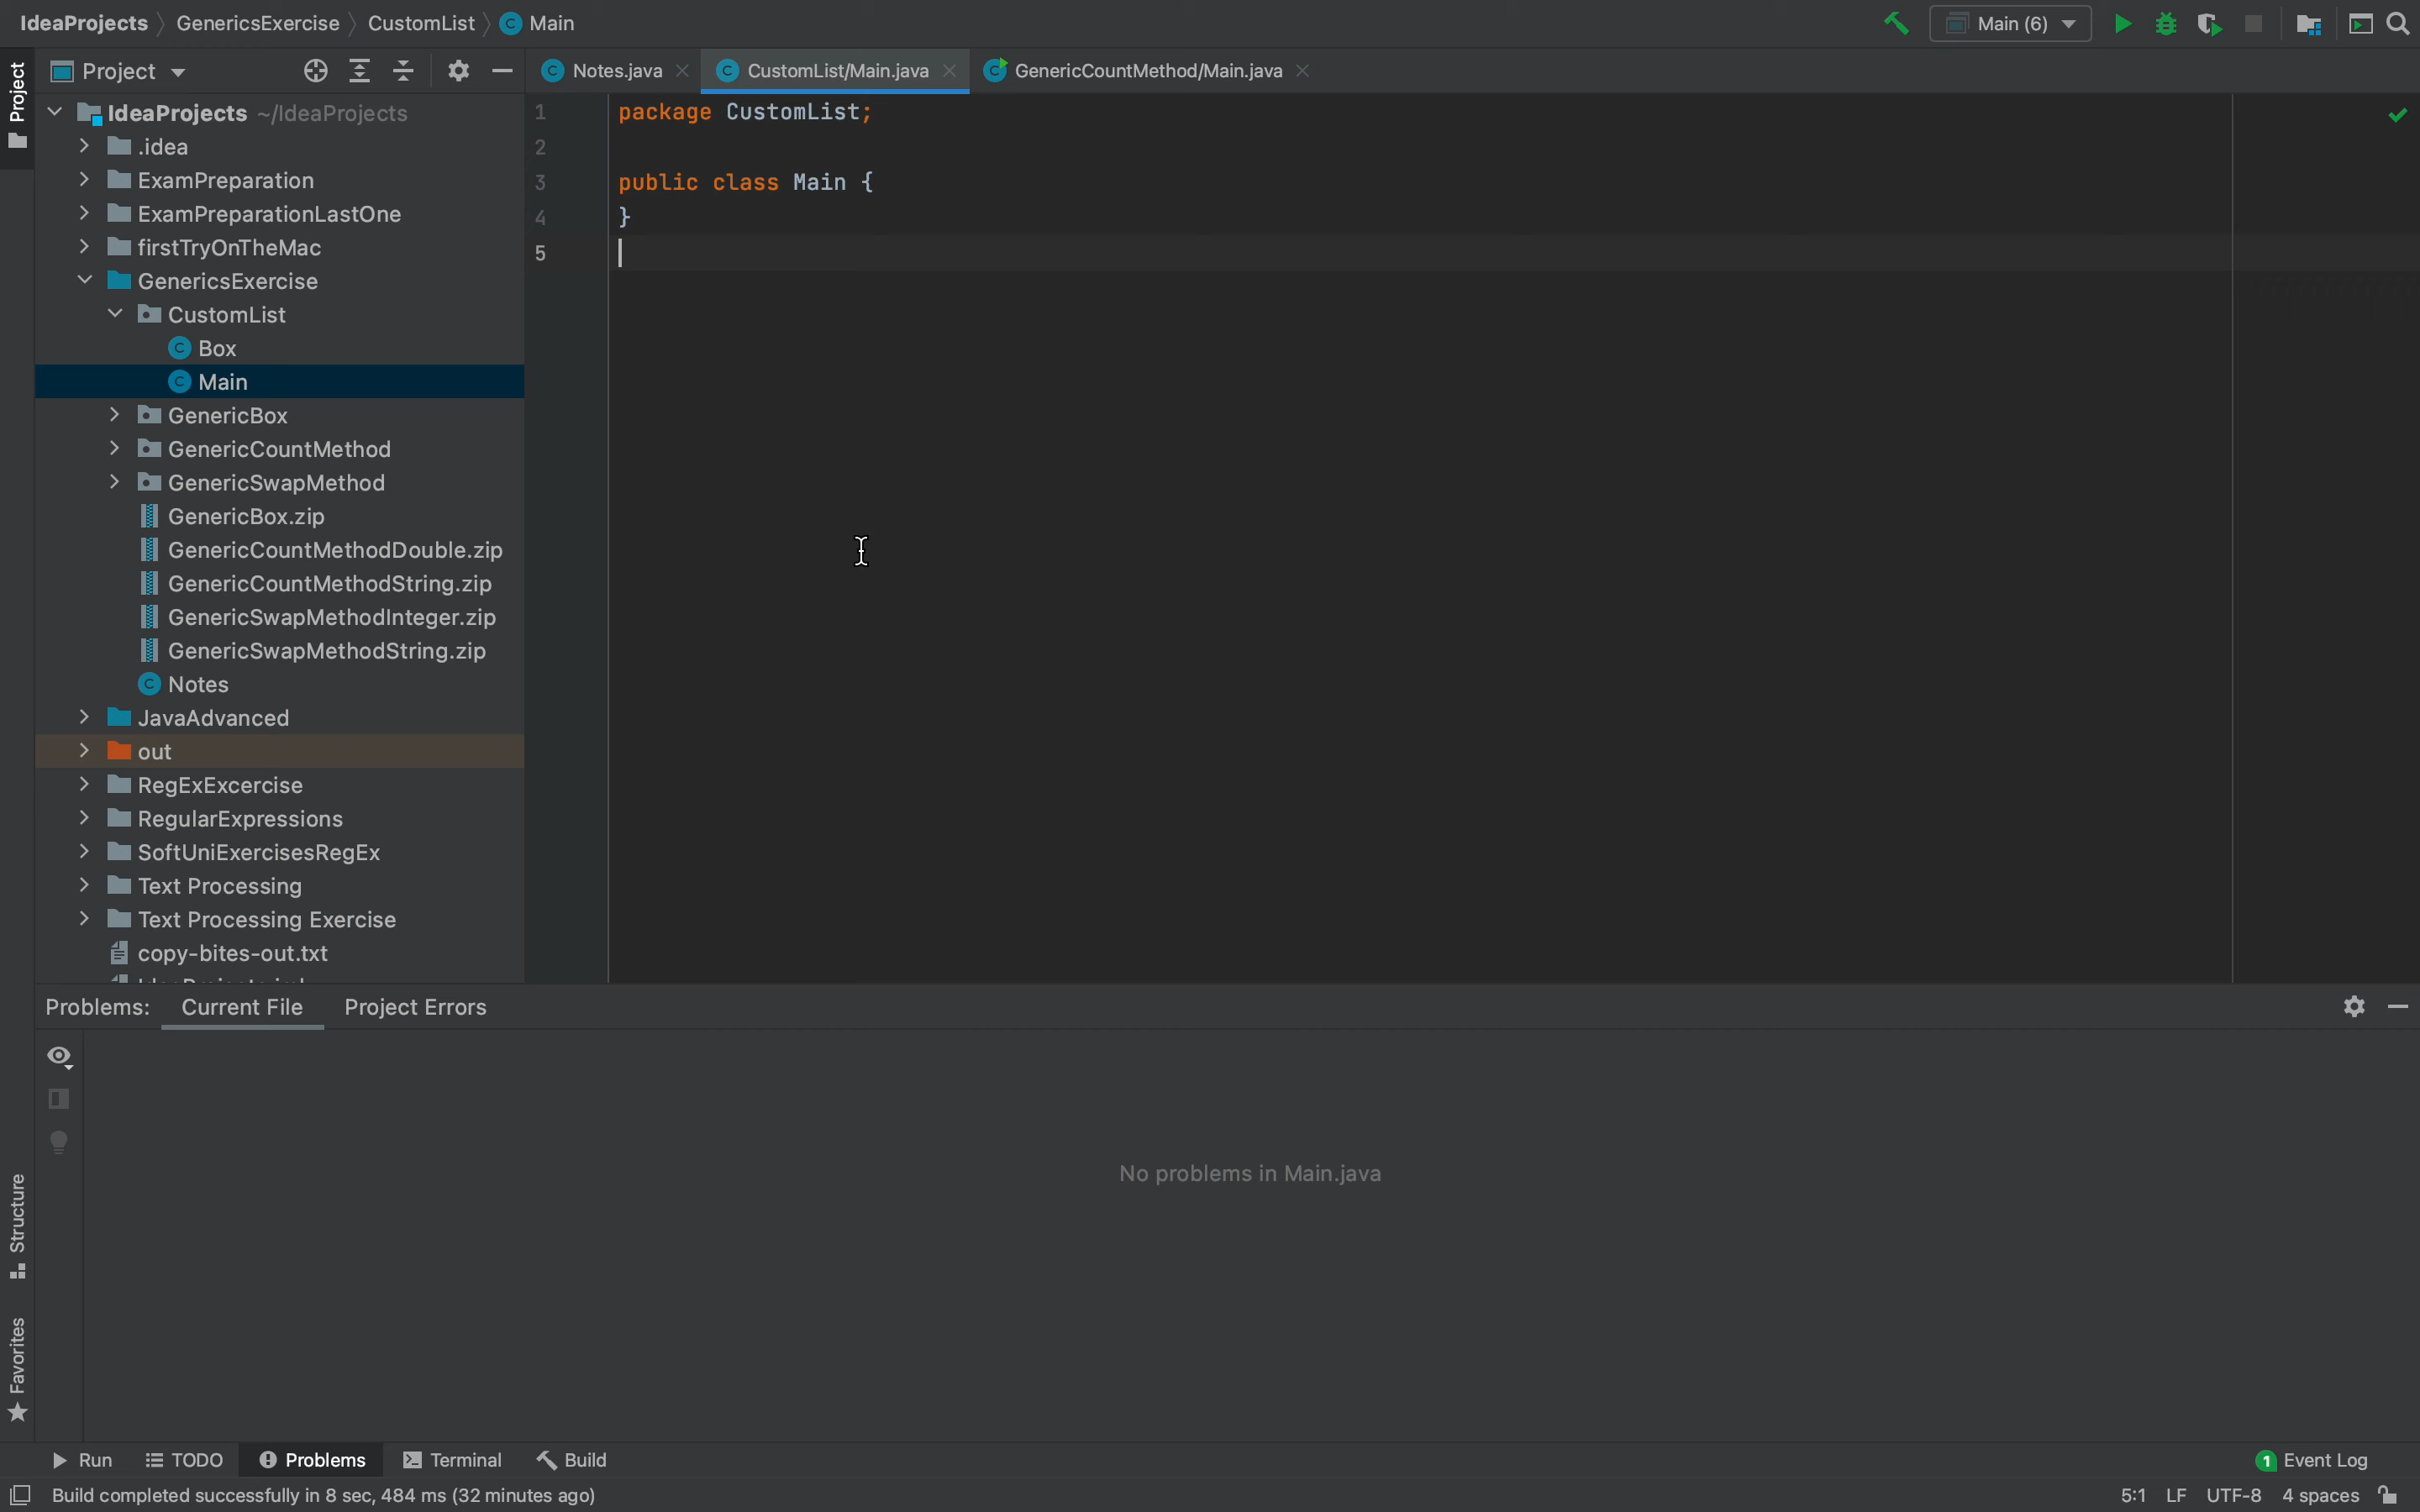 IdeaProjects GenericsExercise CustomList Main
Main (6)
Project
Project
Notes.java
CustomList/Main.java
GenericCountMethod/Main.java
IdeaProjects ~/IdeaProjects
.idea
ExamPreparation
ExamPreparationLastOne
firstTryOnTheMac
GenericsExercise
CustomList
Box
Main
GenericBox
GenericCountMethod
GenericSwapMethod
GenericBox.zip
GenericCountMethodDouble.zip
GenericCountMethodString.zip
GenericSwapMethodInteger.zip
GenericSwapMethodString.zip
Notes
JavaAdvanced
out
RegExExcercise
RegularExpressions
SoftUniExercisesRegEx
Text Processing
Text Processing Exercise
copy-bites-out.txt
1 package CustomList;
2
3 public class Main {
4 }
5
Problems: Current File Project Errors
No problems in Main.java
Structure
Favorites
Run TODO Problems Terminal Build
1 Event Log
Build completed successfully in 8 sec, 484 ms (32 minutes ago)
5:1 LF UTF-8 4 spaces